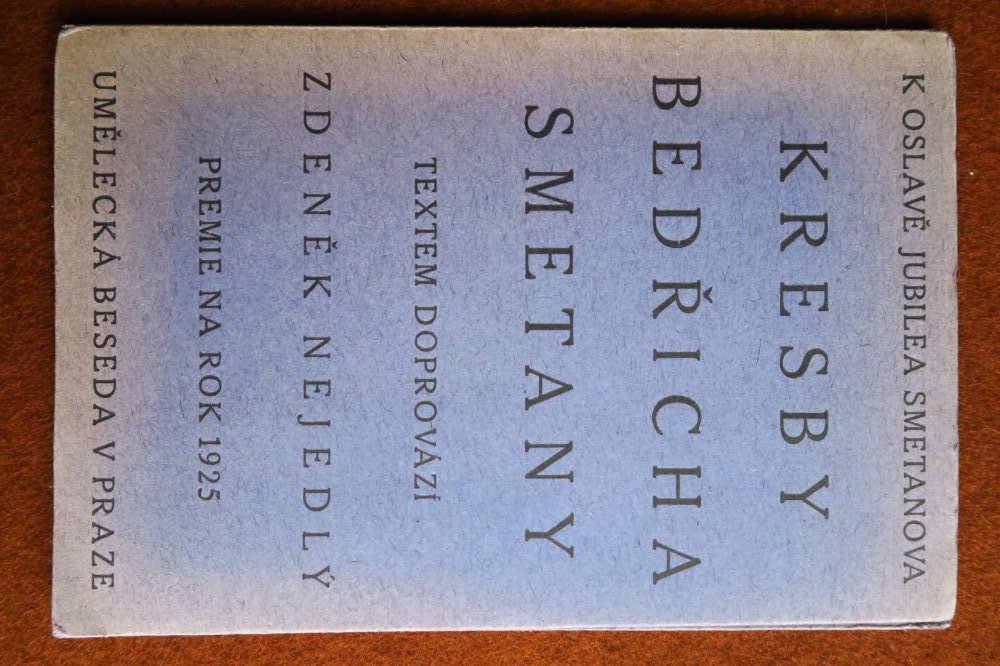 K OSLAVĚ JUBILEA SMETANOVA
KRESBY
BEDŘICHA
SMETANY
TEXTEM DOPROVÁZÍ
ZDENĚK NEJEDLÝ
PREMIE NA ROK 1925
UMĚLECKÁ BESEDA V PRAZE